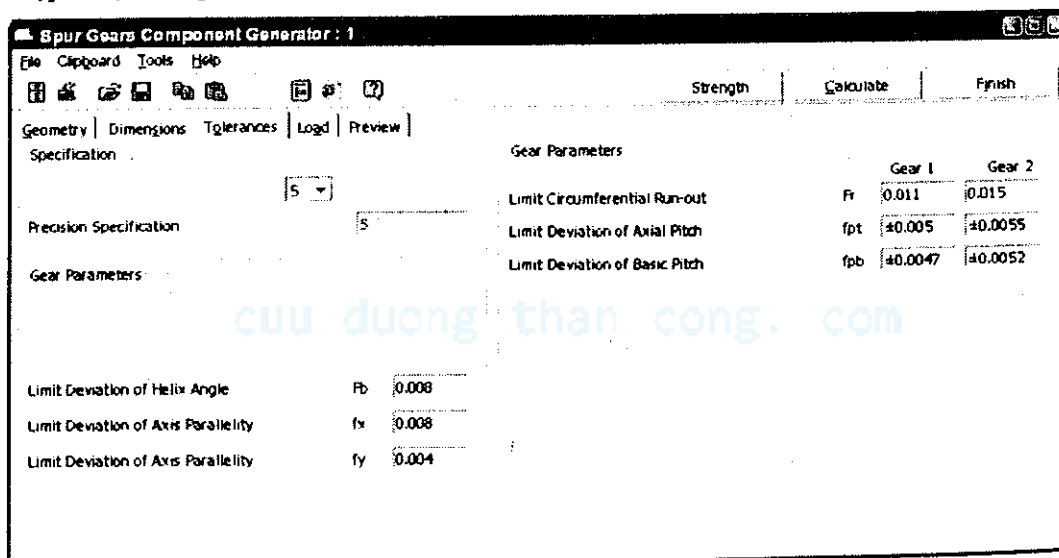 Spur Gears Component Generator : 1
File Clipboard Tools Help
Strength Calculate Finish
Geometry Dimensions Tolerances Load Preview
Specification
5
Precision Specification 5
Gear Parameters
Limit Deviation of Helix Angle Fb 0.008
Limit Deviation of Axis Parallelity fx 0.008
Limit Deviation of Axis Parallelity fy 0.004
Gear Parameters
Gear 1 Gear 2
Limit Circumferential Run-out Fr 0.011 0.015
Limit Deviation of Axial Pitch fpt ±0.005 ±0.0055
Limit Deviation of Basic Pitch fpb ±0.0047 ±0.0052
cuu duong than cong. com